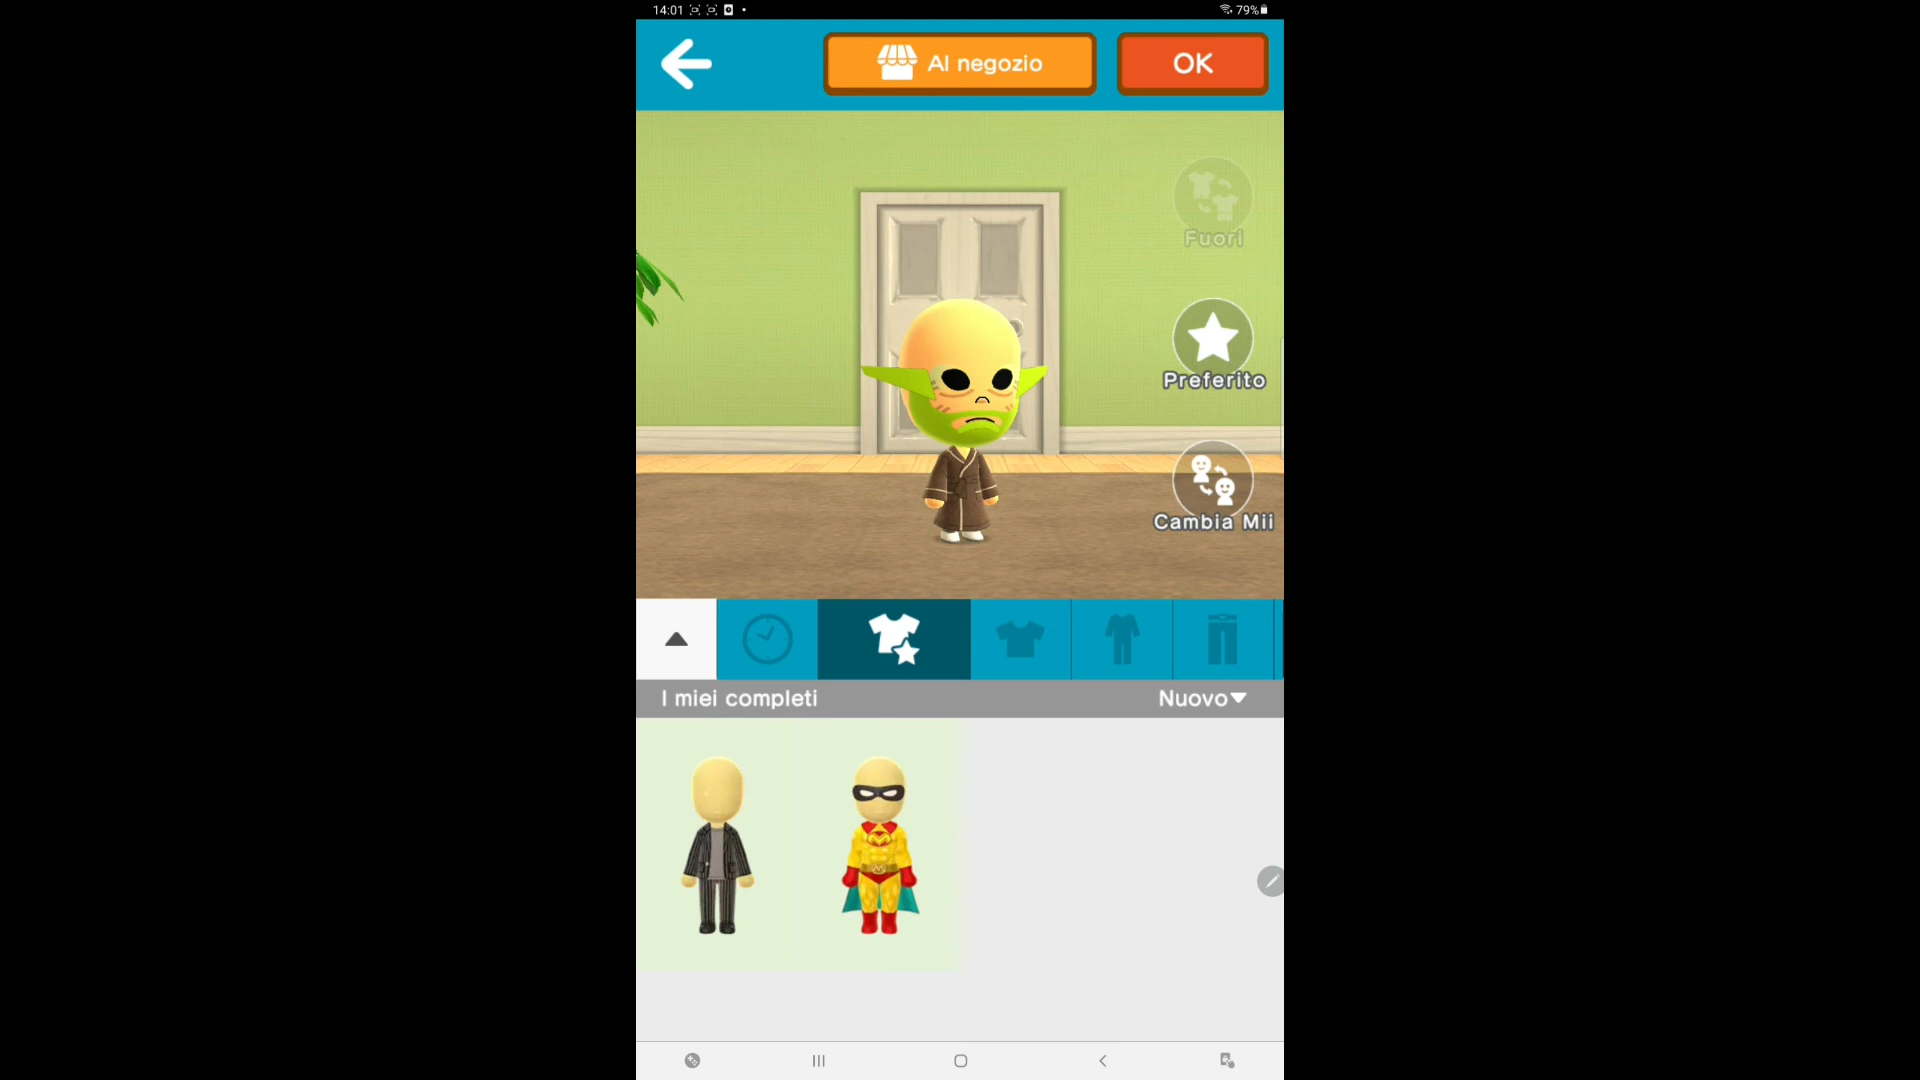 14:01
79%
Al negozio
OK
Fuori
Preferito
Cambia Mii
I miei completi
Nuovo